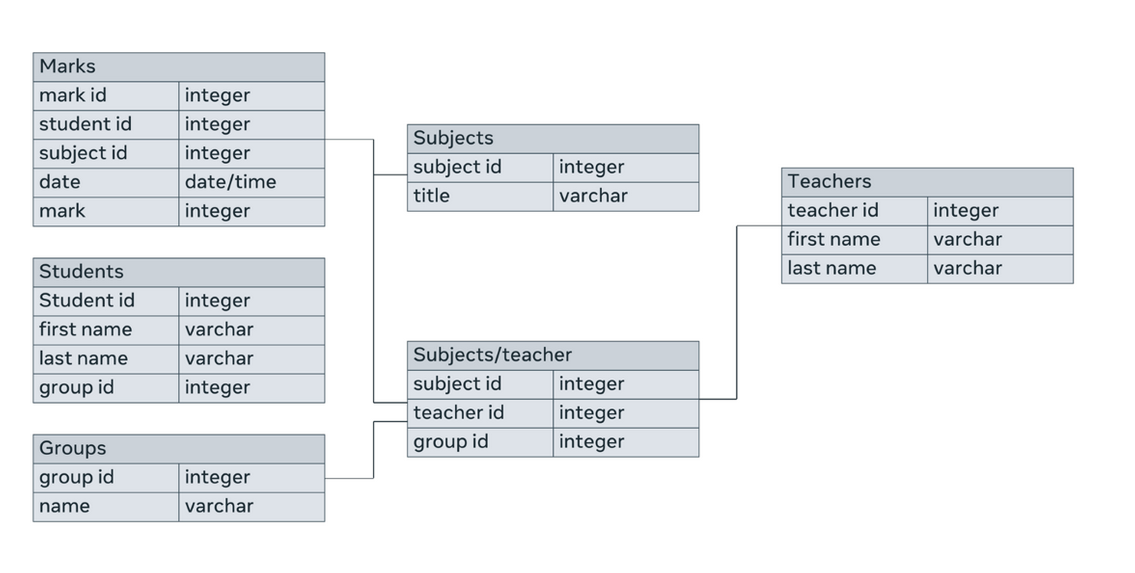 Marks
mark id integer
student id integer
subject id integer
date date/time
mark integer
Students
Student id integer
first name varchar
last name varchar
group id integer
Groups
group id integer
name varchar
Subjects
subject id integer
title varchar
Subjects/teacher
subject id integer
teacher id integer
group id integer
Teachers
teacher id integer
first name varchar
last name varchar